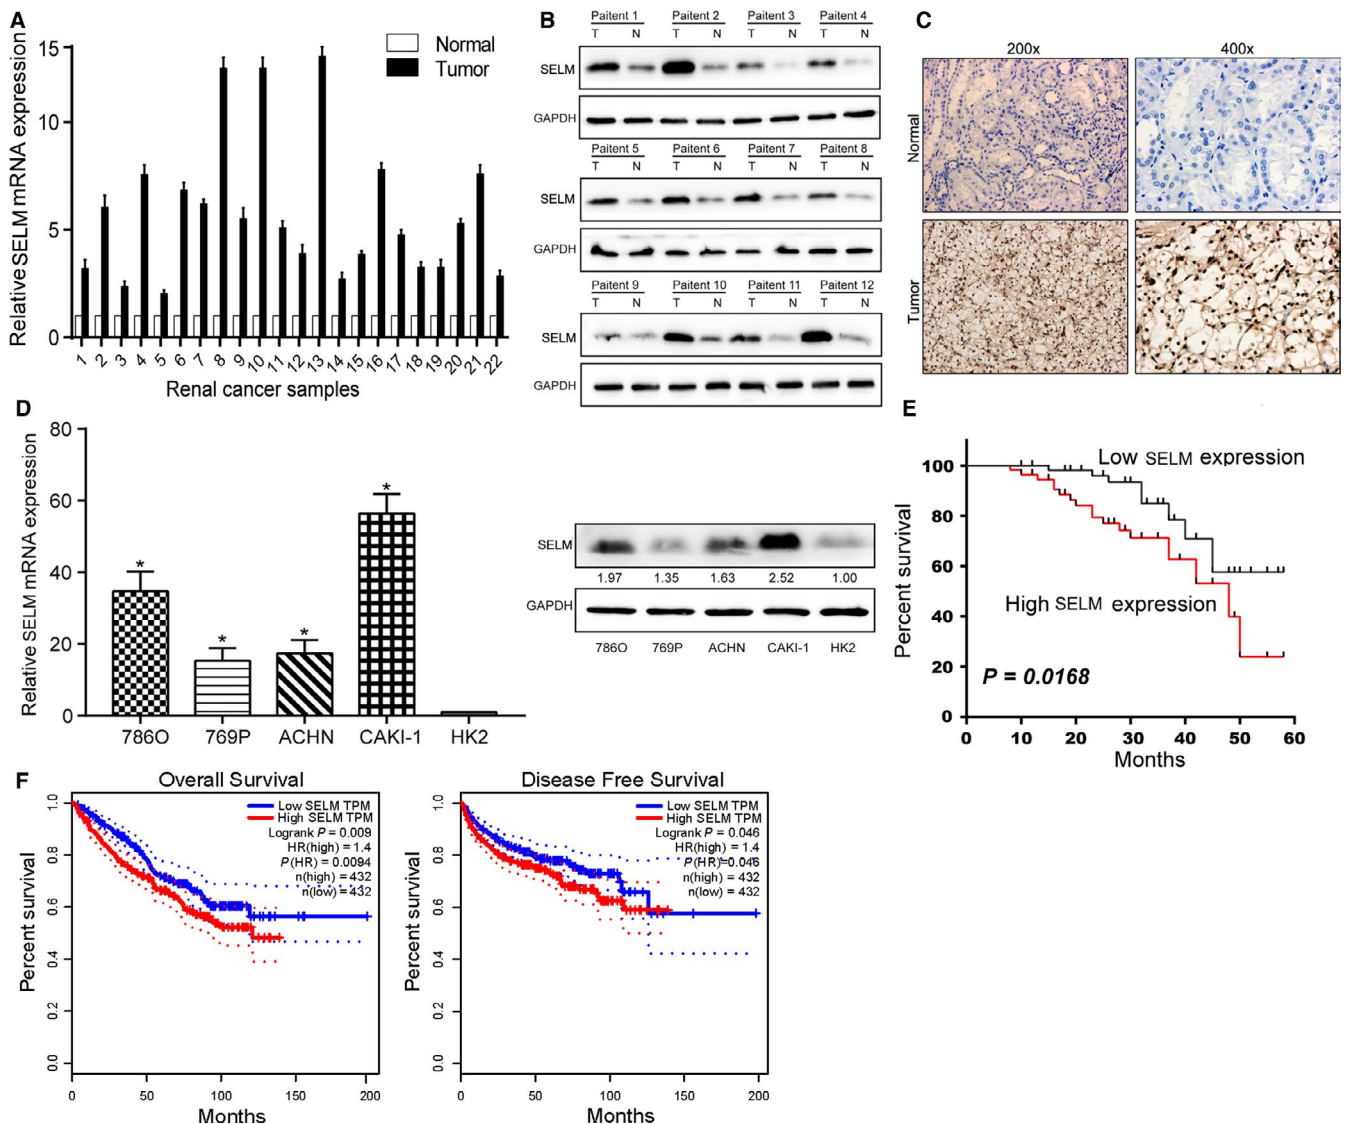 A
Relative SELM mRNA expression
15
10
5
0
Normal
Tumor
1 2 3 4 5 6 7 8 9 10 11 12 13 14 15 16 17 18 19 20 21 22
Renal cancer samples
B
Paitent 1 Paitent 2 Paitent 3 Paitent 4
T N T N T N T N
SELM
GAPDH
Paitent 5 Paitent 6 Paitent 7 Paitent 8
T N T N T N T N
SELM
GAPDH
Paitent 9 Paitent 10 Paitent 11 Paitent 12
T N T N T N T N
SELM
GAPDH
C
200x 400x
Normal
Tumor
D
Relative SELM mRNA expression
80
60
40
20
0
* * * *
786O 769P ACHN CAKI-1 HK2
SELM
1.97 1.35 1.63 2.52 1.00
GAPDH
786O 769P ACHN CAKI-1 HK2
E
Percent survival
100
80
60
40
20
0
Low SELM expression
High SELM expression
P = 0.0168
0 10 20 30 40 50 60
Months
F
Overall Survival
Percent survival
1.0
0.8
0.6
0.4
0.2
0.0
Low SELM TPM
High SELM TPM
Logrank P = 0.009
HR(high) = 1.4
P(HR) = 0.0094
n(high) = 432
n(low) = 432
0 50 100 150 200
Months
Disease Free Survival
Percent survival
1.0
0.8
0.6
0.4
0.2
0.0
Low SELM TPM
High SELM TPM
Logrank P = 0.046
HR(high) = 1.4
P(HR)=0.046
n(high) = 432
n(low) = 432
0 50 100 150 200
Months